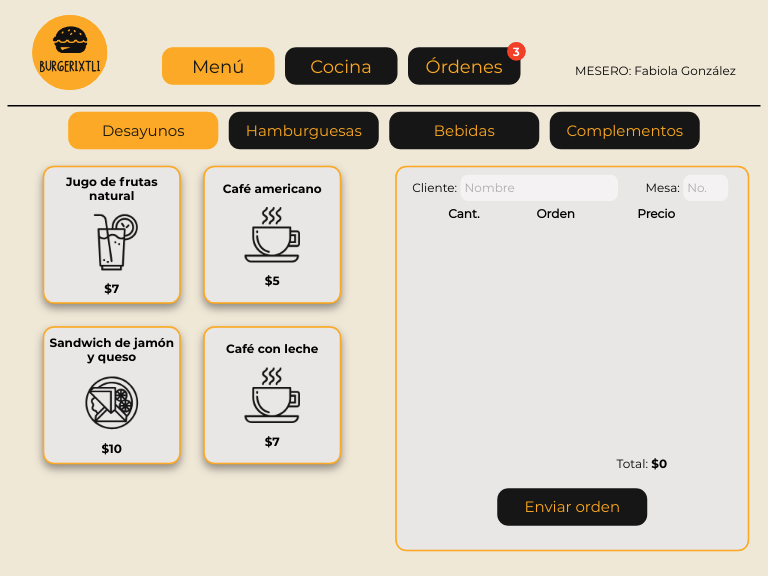 BURGERIXTLI
Menú
Cocina
Órdenes
3
MESERO: Fabiola González
Desayunos
Hamburguesas
Bebidas
Complementos
Jugo de frutas
natural
$7
Café americano
$5
Sandwich de jamón
y queso
$10
Café con leche
$7
Cliente: Nombre
Mesa: No.
Cant. Orden Precio
Total: $0
Enviar orden